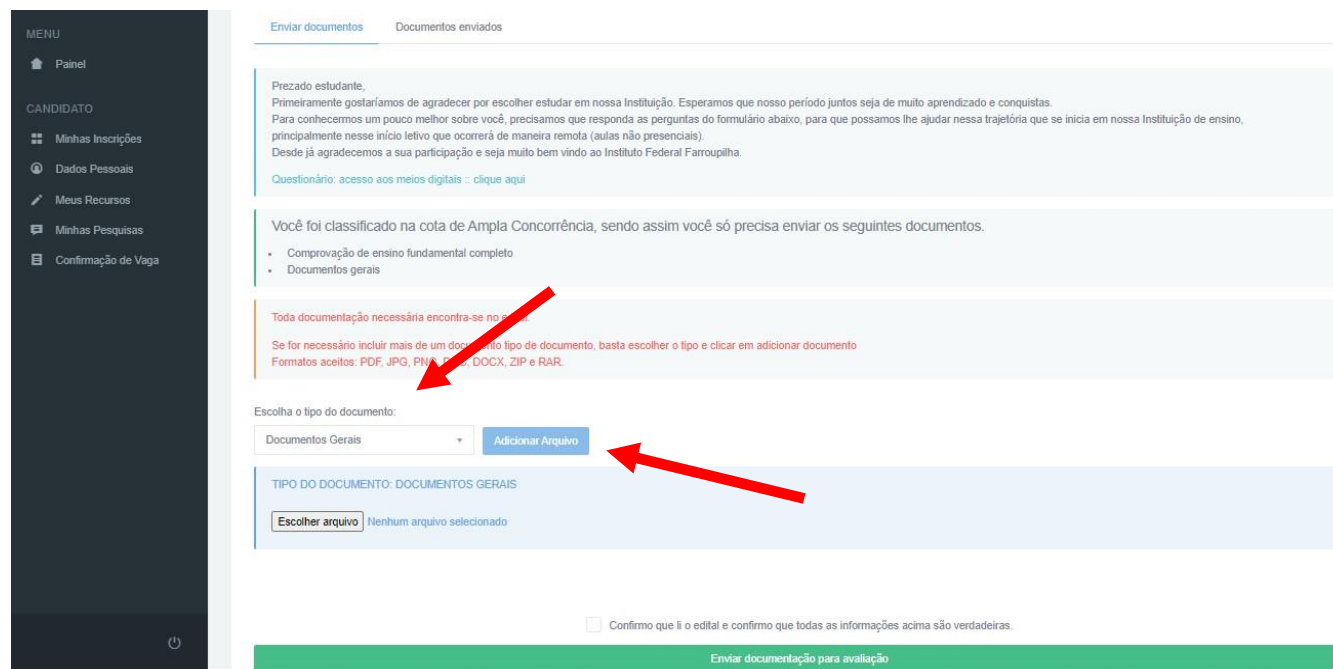 MENU
Painel
CANDIDATO
Minhas Inscrições
Dados Pessoais
Meus Recursos
Minhas Pesquisas
Confirmação de Vaga
Enviar documentos Documentos enviados
Prezado estudante,
Primeiramente gostaríamos de agradecer por escolher estudar em nossa Instituição. Esperamos que nosso período juntos seja de muito aprendizado e conquistas.
Para conhecermos um pouco melhor sobre você, precisamos que responda as perguntas do formulário abaixo, para que possamos lhe ajudar nessa trajetória que se inicia em nossa Instituição de ensino,
principalmente nesse início letivo que ocorrerá de maneira remota (aulas não presenciais).
Desde já agradecemos a sua participação e seja muito bem vindo ao Instituto Federal Farroupilha.
Questionário: acesso aos meios digitais :: clique aqui
Você foi classificado na cota de Ampla Concorrência, sendo assim você só precisa enviar os seguintes documentos.
• Comprovação de ensino fundamental completo
• Documentos gerais
Toda documentação necessária encontra-se no
Se for necessário incluir mais de um tipo de documento, basta escolher o tipo e clicar em adicionar documento
Formatos aceitos: PDF, JPG, DOCX, ZIP e RAR.
Escolha o tipo do documento:
Documentos Gerais Adicionar Arquivo
TIPO DO DOCUMENTO: DOCUMENTOS GERAIS
Escolher arquivo Nenhum arquivo selecionado
Confirmo que li o edital e confirmo que todas as informações acima são verdadeiras.
Enviar documentação para avaliação